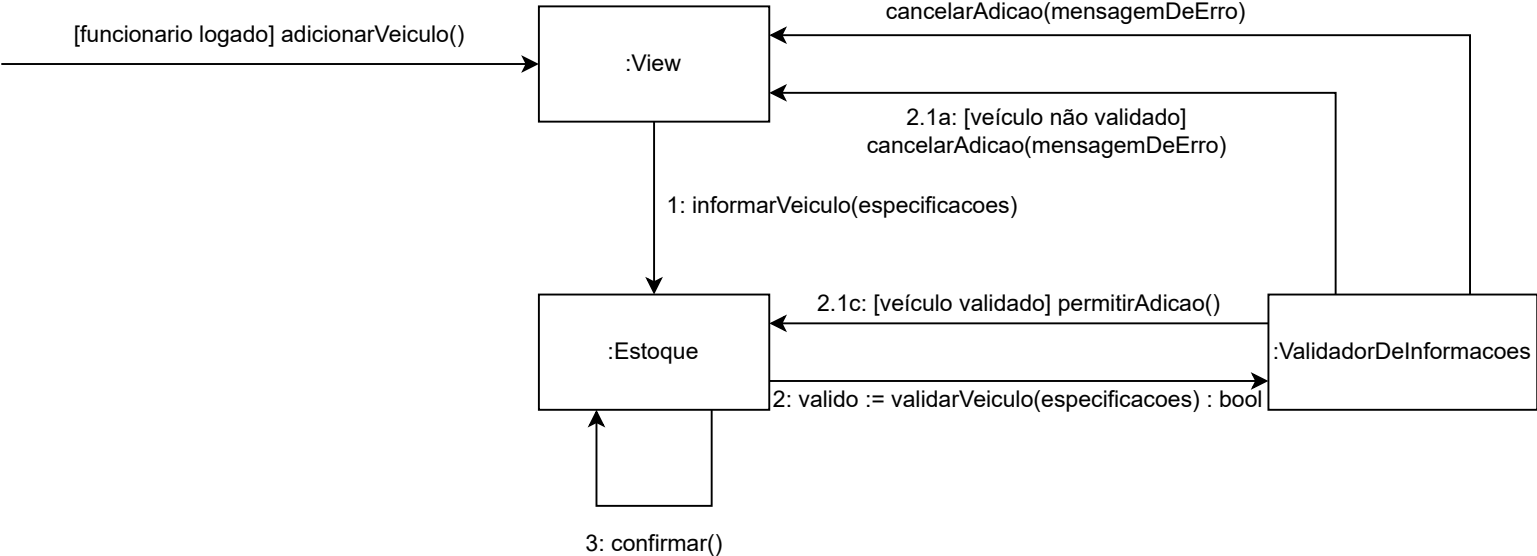 cancelarAdicao(mensagemDeErro)
[funcionario logado] adicionarVeiculo()
:View
2.1a: [veículo não validado]
cancelarAdicao(mensagemDeErro)
1: informarVeiculo(especificacoes)
2.1c: [veículo validado] permitirAdicao()
:Estoque
:ValidadorDeInformacoes
2: valido := validarVeiculo(especificacoes) : bool
3: confirmar()